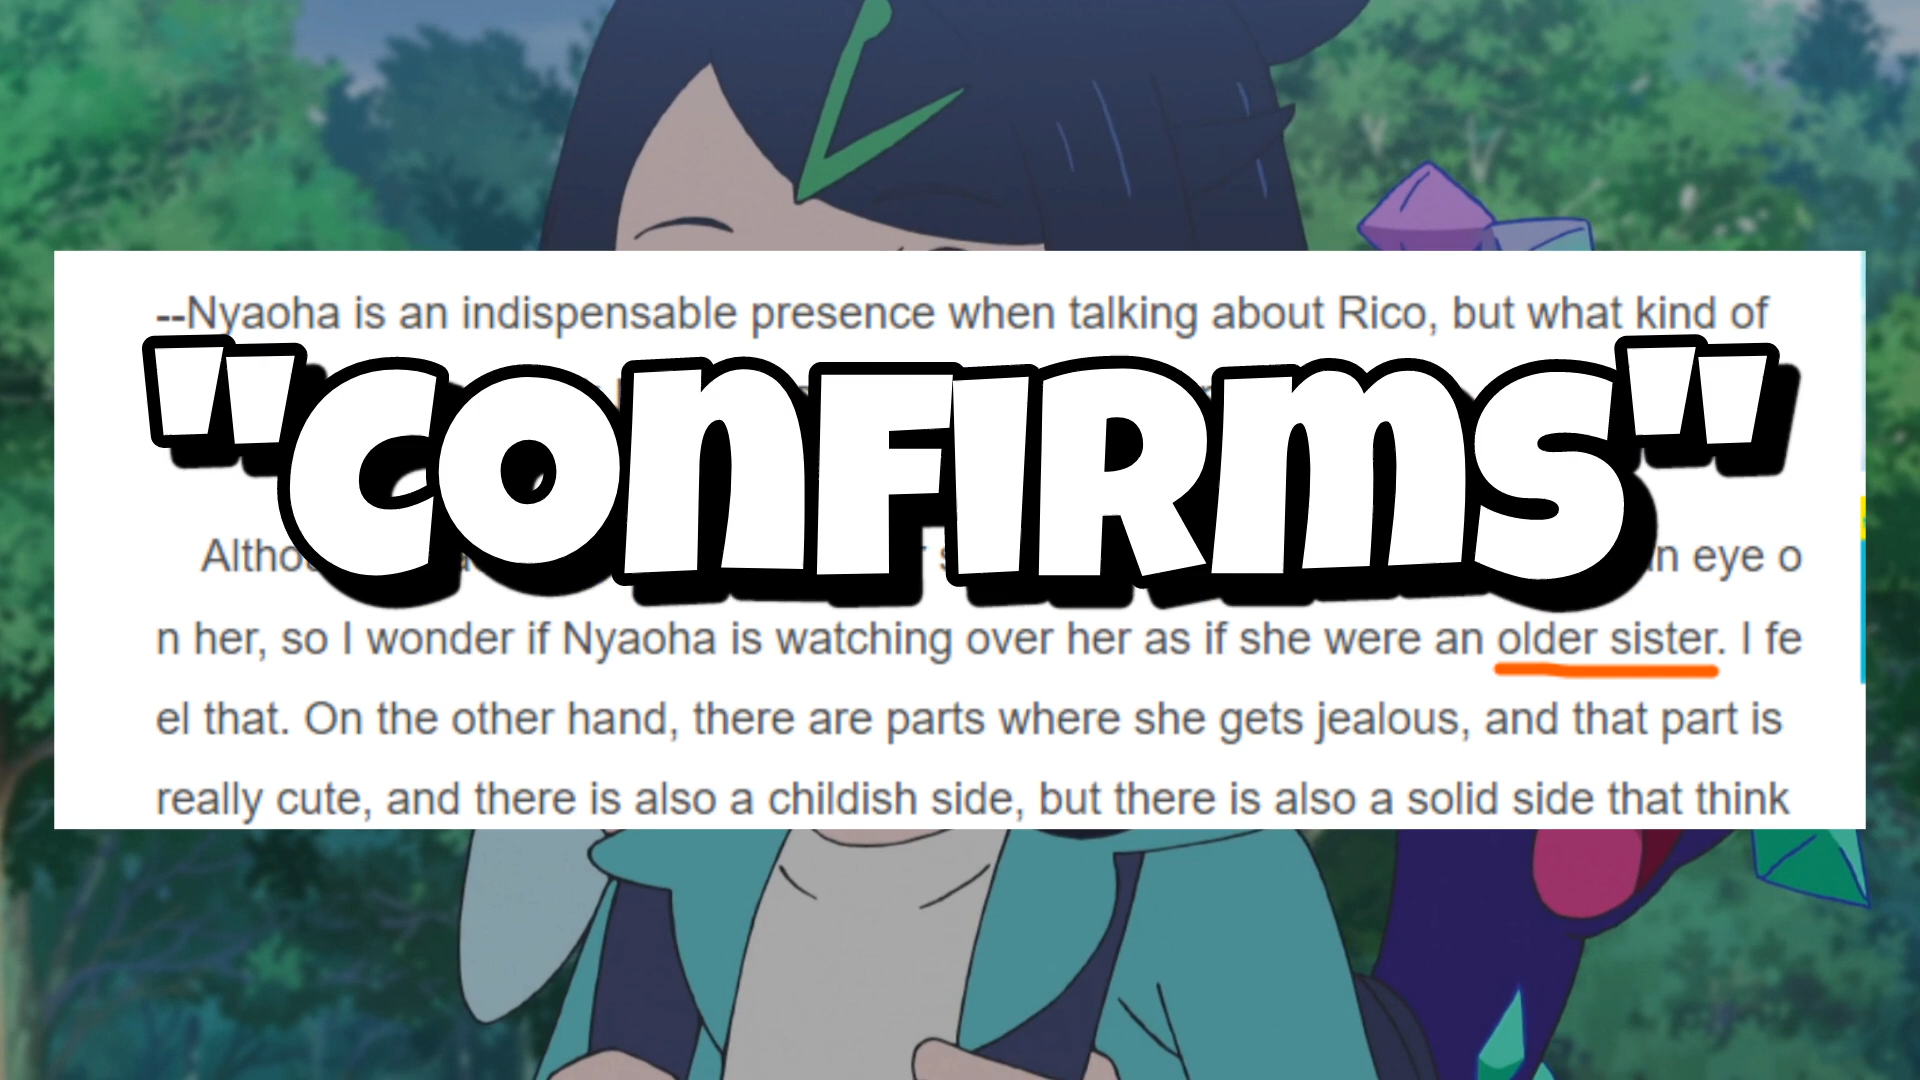 --Nyaoha is an indispensable presence when talking about Rico, but what kind of
"CONFIRMS"
an eye o
n her, so I wonder if Nyaoha is watching over her as if she were an older sister. I fe
el that. On the other hand, there are parts where she gets jealous, and that part is
really cute, and there is also a childish side, but there is also a solid side that think